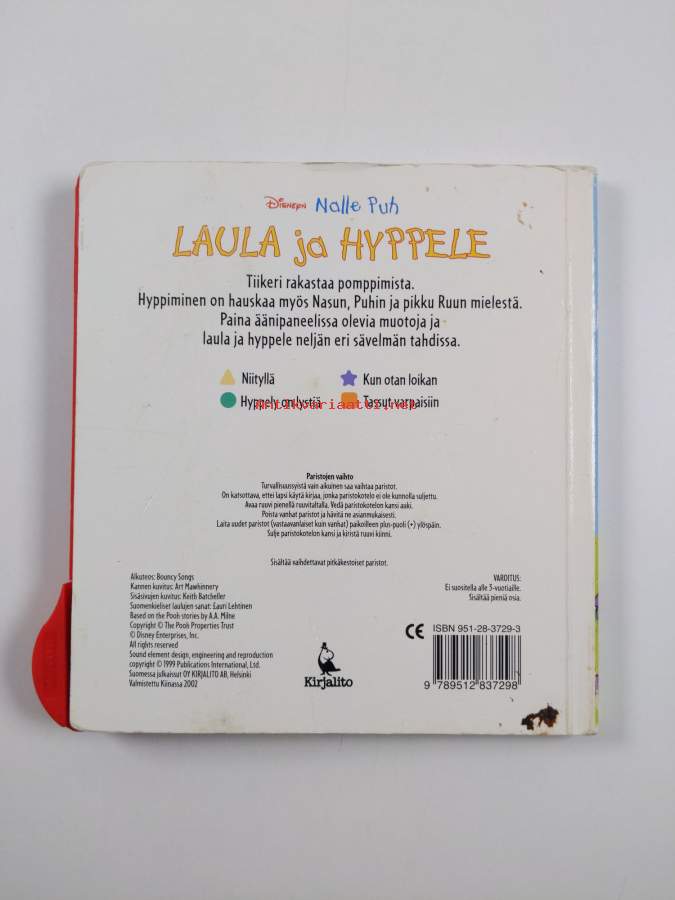 Disneyn Nalle Puh
LAULA ja HYPPELE
Tiikeri rakastaa pomppimista.
Hyppiminen on hauskaa myös Nasun, Puhin ja pikku Ruun mielestä.
Paina äänipaneelissa olevia muotoja ja
laula ja hyppele neljän eri sävelmän tahdissa.
Niityllä
Kun otan loikan
Hyppely on lystiä
Tassut varpaisiin
Antikvariaatti.net
Paristojen vaihto
Turvallisuussyistä vain aikuinen saa vaihtaa paristot.
On katsottava, ettei lapsi käytä kirjaa, jonka paristokotelo ei ole kunnolla suljettu.
Avaa ruuvi pienellä ruuvitaltalla. Vedä paristokotelon kansi auki.
Poista vanhat paristot ja hävitä ne asianmukaisesti.
Laita uudet paristot (vastaavanlaiset kuin vanhat) paikoilleen plus-puoli (+) ylöspäin.
Sulje paristokotelon kansi ja kiristä ruuvi kiinni.
Sisältää vaihdettavat pitkäkestoiset paristot.
Alkuteos: Bouncy Songs
Kannen kuvitus: Art Mawhinnery
Sisäsivujen kuvitus: Keith Batcheller
Suomenkieliset laulujen sanat: Lauri Lehtinen
Based on the Pooh stories by A.A. Milne
Copyright © The Pooh Properties Trust
© Disney Enterprises, Inc.
All rights reserved
Sound element design, engineering and reproduction
copyright © 1999 Publications International, Ltd.
Suomessa julkaissut OY KIRJALITO AB, Helsinki
Valmistettu Kiinassa 2002
Kirjalito
VAROITUS:
Ei suositella alle 3-vuotiaille.
Sisältää pieniä osia.
CE ISBN 951-28-3729-3
9 789512 837298